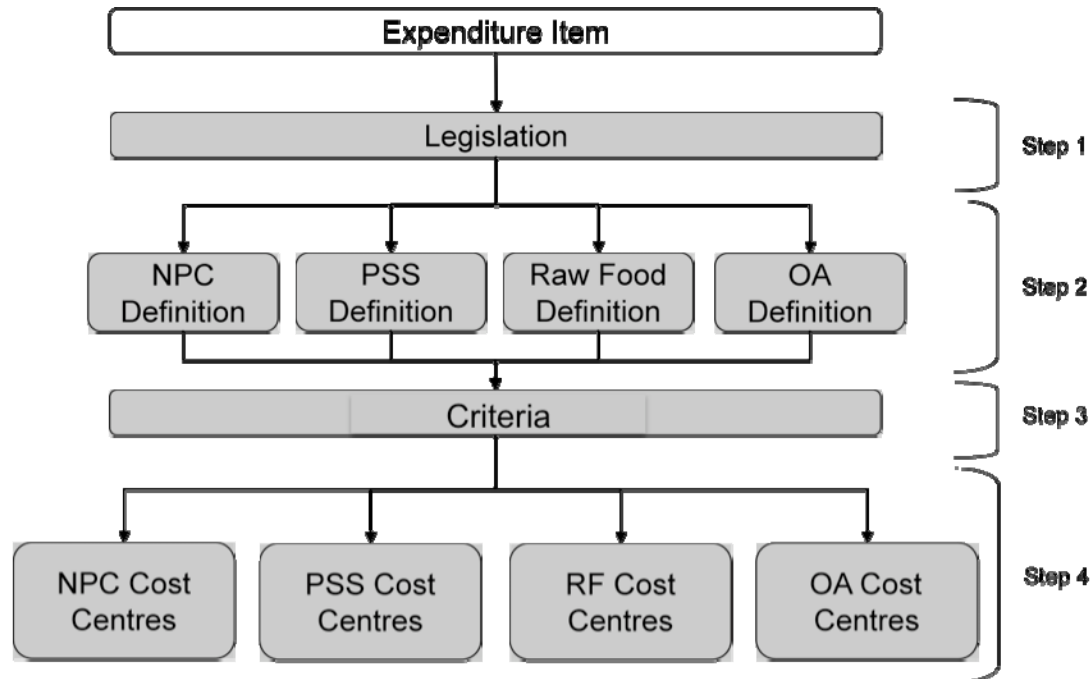 Expenditure Item
Legislation
Step 1
NPC
Definition
PSS
Definition
Raw Food
Definition
OA
Definition
Step 2
Criteria
Step 3
NPC Cost
Centres
PSS Cost
Centres
RF Cost
Centres
OA Cost
Centres
Step 4